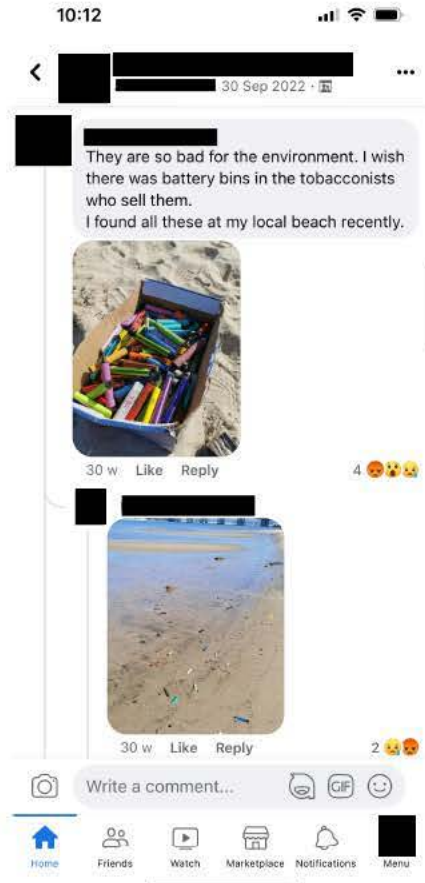 10:12
30 Sep 2022 ·
They are so bad for the environment. I wish
there was battery bins in the tobacconists
who sell them.
I found all these at my local beach recently.
30 w Like Reply 4
30 w Like Reply 2
Write a comment...
GIF
Home Friends Watch Marketplace Notifications Menu